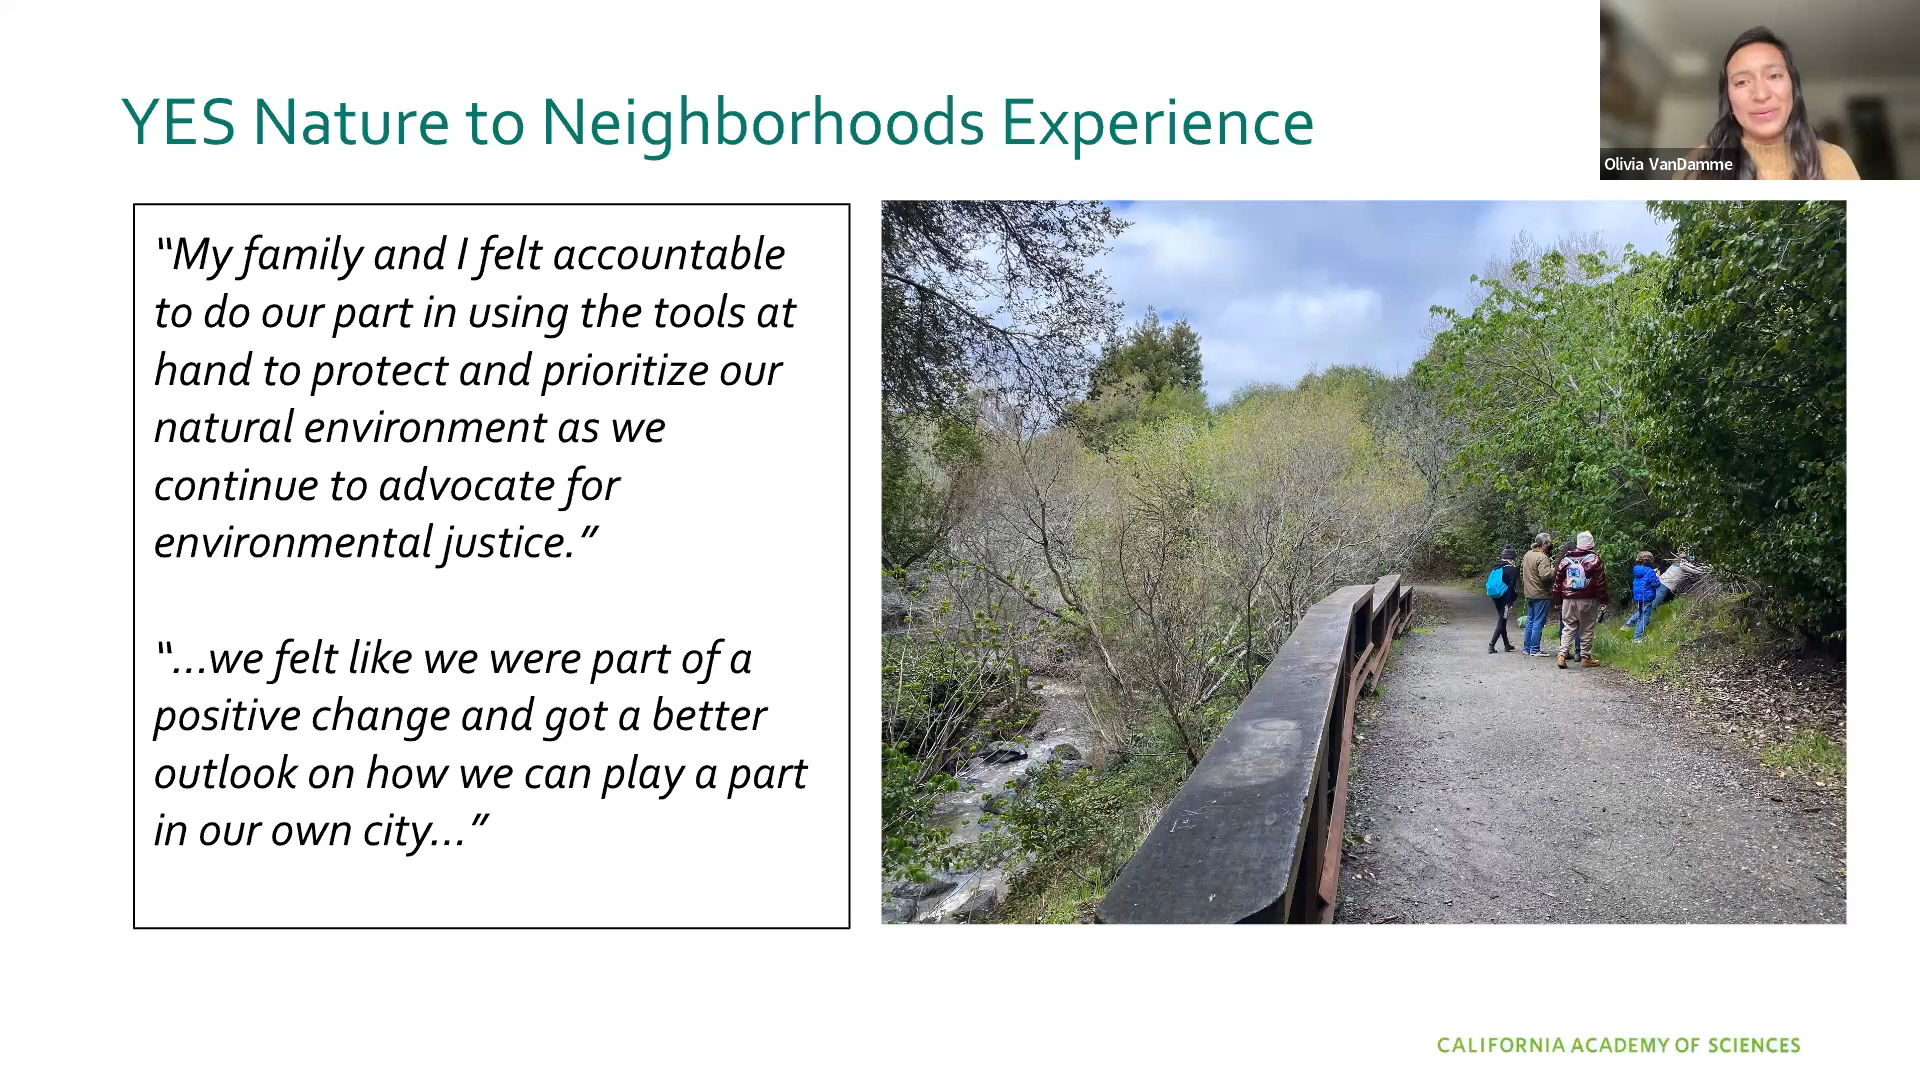 YES Nature to Neighborhoods Experience
Olivia VanDamme
“My family and I felt accountable
to do our part in using the tools at
hand to protect and prioritize our
natural environment as we
continue to advocate for
environmental justice.”
“...we felt like we were part of a
positive change and got a better
outlook on how we can play a part
in our own city...”
CALIFORNIA ACADEMY OF SCIENCES